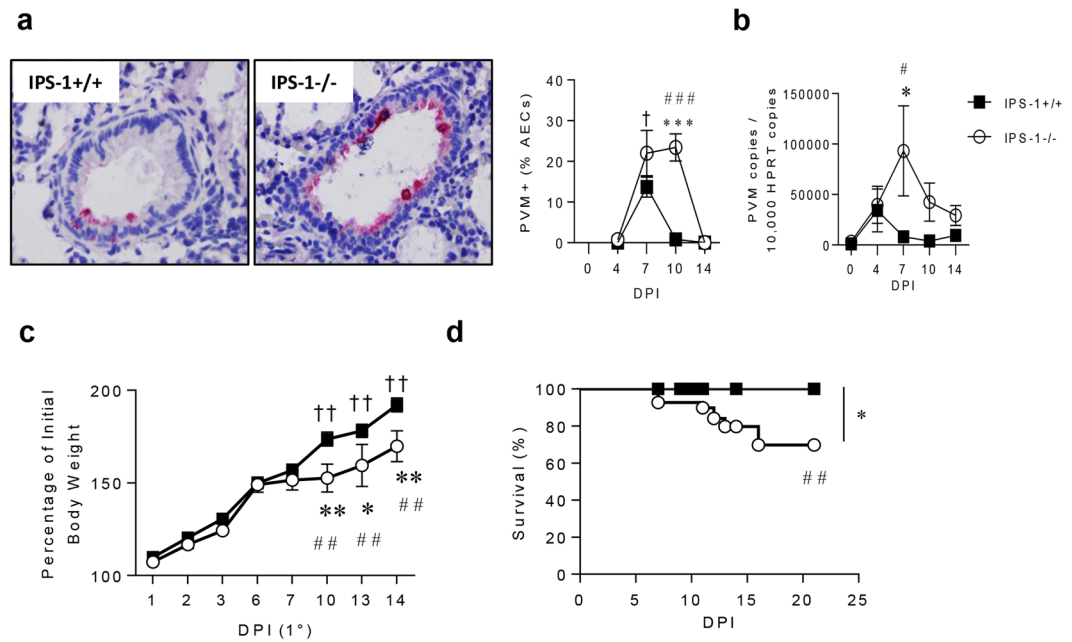 a
IPS-1+/+
IPS-1-/-
PVM+ (% AECs)
40
30
20
10
0
†
###
***
0 4 7 10 14
DPI
b
PVM copies /
10,000 HPRT copies
150000
100000
50000
0
#
*
0 4 7 10 14
DPI
IPS-1+/+
IPS-1-/-
c
Percentage of Initial
Body Weight
200
150
100
††
††
††
**
*
**
##
##
##
1 2 3 6 7 10 13 14
DPI (1°)
d
Survival (%)
100
80
60
40
20
0
*
##
0 5 10 15 20 25
DPI